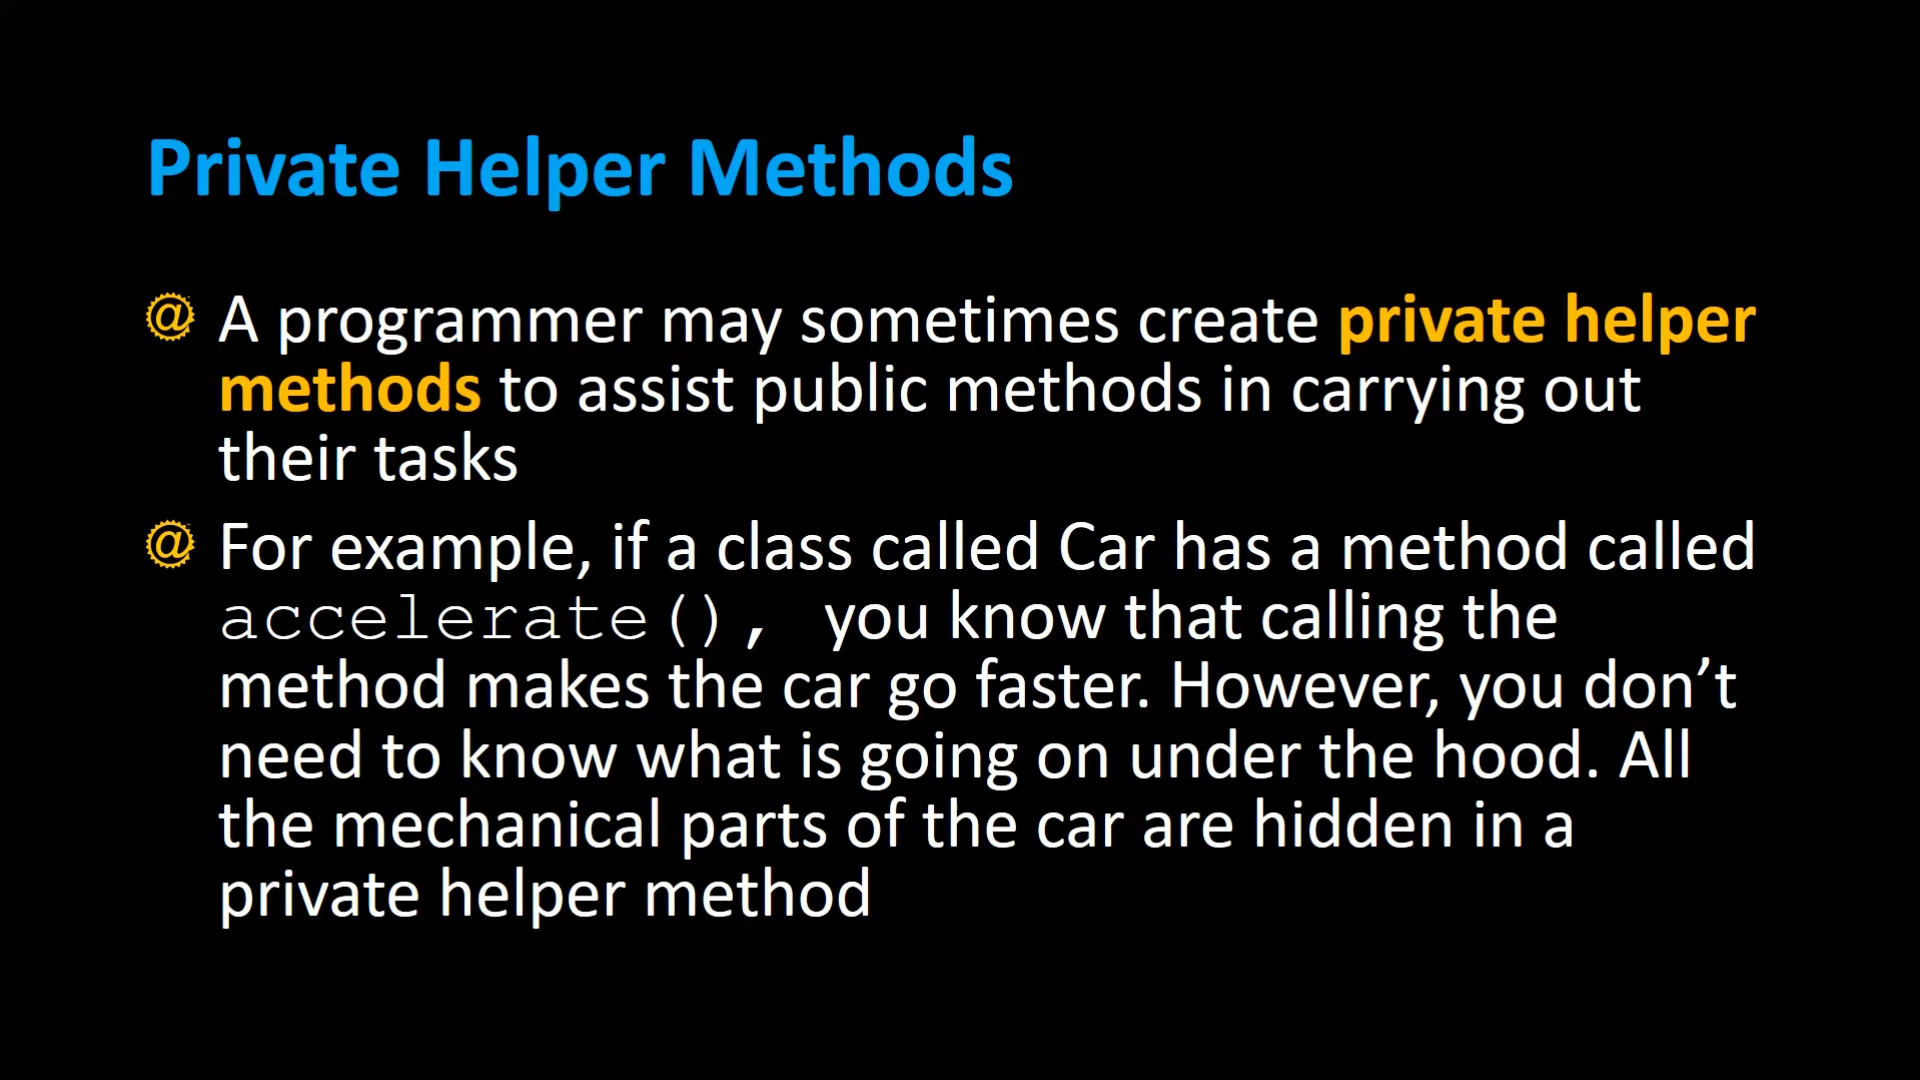 Private Helper Methods
@ A programmer may sometimes create private helper
methods to assist public methods in carrying out
their tasks
@ For example, if a class called Car has a method called
accelerate(), you know that calling the
method makes the car go faster. However, you don’t
need to know what is going on under the hood. All
the mechanical parts of the car are hidden in a
private helper method